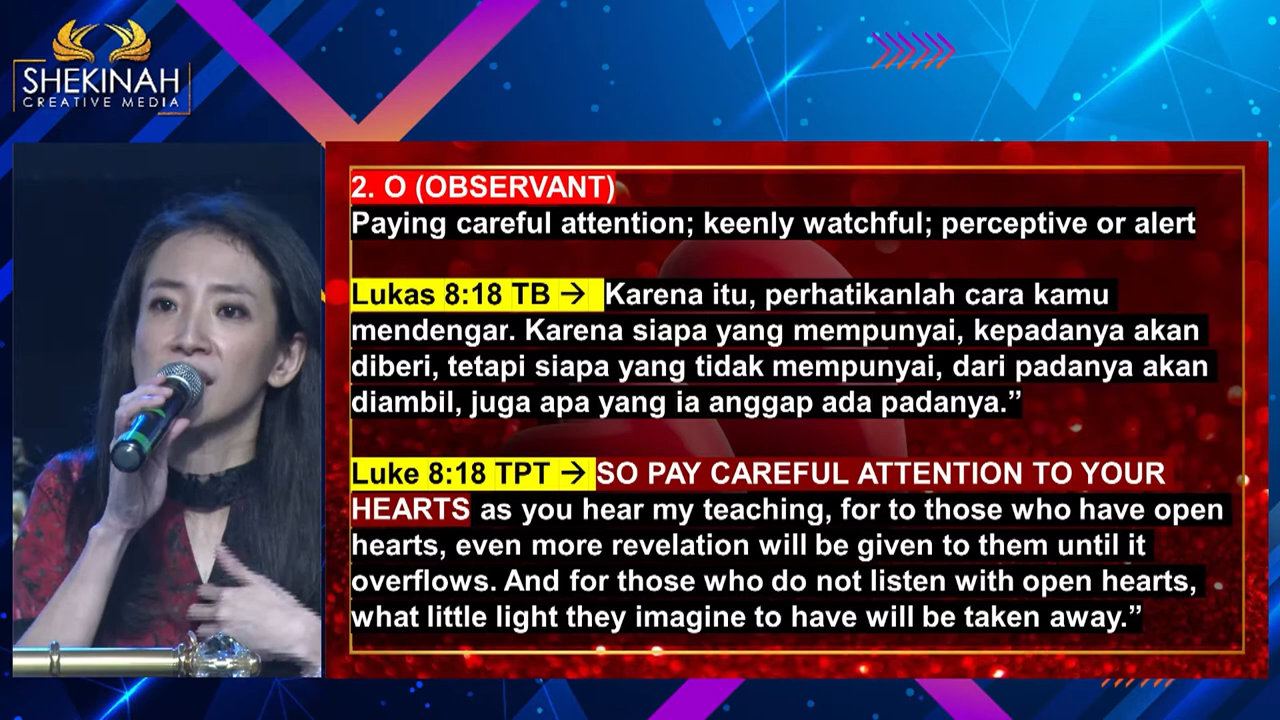 SHEKINAH
CREATIVE MEDIA
2. O (OBSERVANT)
Paying careful attention; keenly watchful; perceptive or alert
Lukas 8:18 TB → Karena itu, perhatikanlah cara kamu
mendengar. Karena siapa yang mempunyai, kepadanya akan
diberi, tetapi siapa yang tidak mempunyai, dari padanya akan
diambil, juga apa yang ia anggap ada padanya.”
Luke 8:18 TPT → SO PAY CAREFUL ATTENTION TO YOUR
HEARTS as you hear my teaching, for to those who have open
hearts, even more revelation will be given to them until it
overflows. And for those who do not listen with open hearts,
what little light they imagine to have will be taken away.”